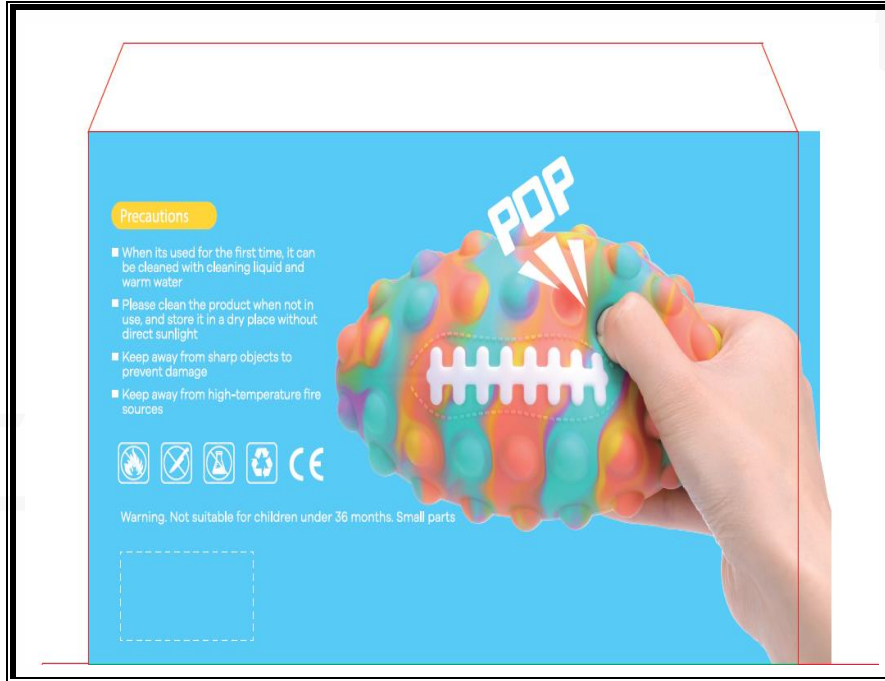 POP
Precautions
When its used for the first time, it can
be cleaned with cleaning liquid and
warm water
Please clean the product when not in
use, and store it in a dry place without
direct sunlight
Keep away from sharp objects to
prevent damage
Keep away from high-temperature fire
sources
CE
Warning. Not suitable for children under 36 months. Small parts